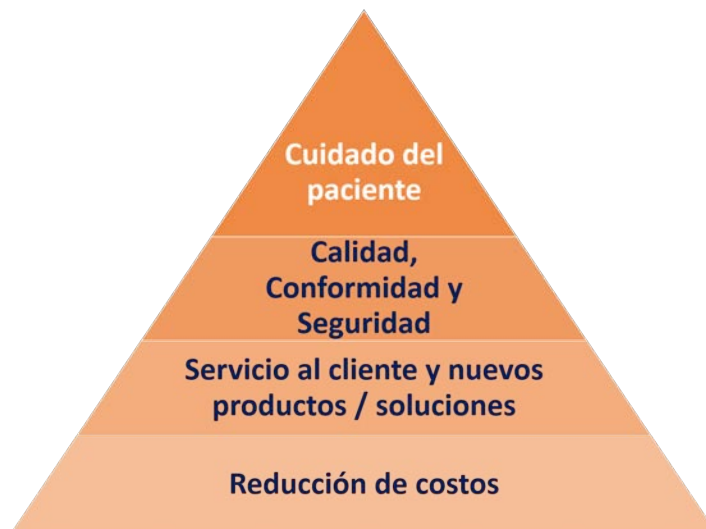 Cuidado del
paciente
Calidad,
Conformidad y
Seguridad
Servicio al cliente y nuevos
productos / soluciones
Reducción de costos